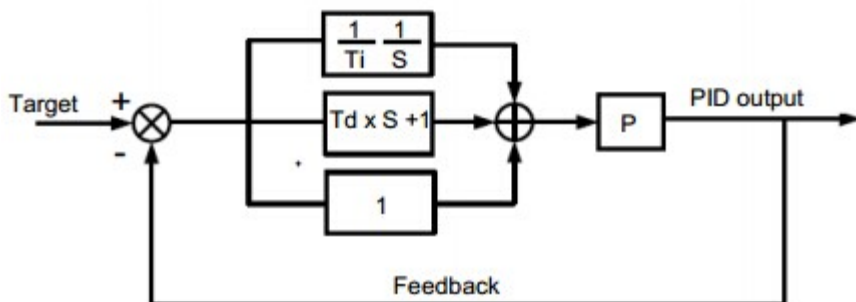 1 1
Ti S
Target
+
-
Td x S +1
1
P
PID output
Feedback